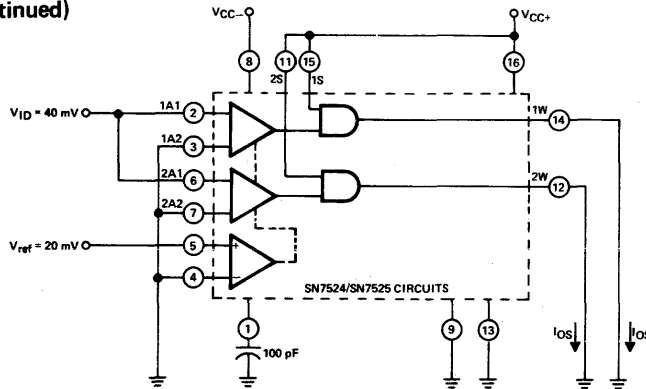 tinued)
VCC–
VCC+
8
11
15
16
2S
1S
VID = 40 mV
1A1
2
1W
14
1A2
3
2A1
6
2W
12
2A2
7
Vref = 20 mV
5
+
4
–
SN7524/SN7525 CIRCUITS
1
9
13
100 pF
IOS
IOS